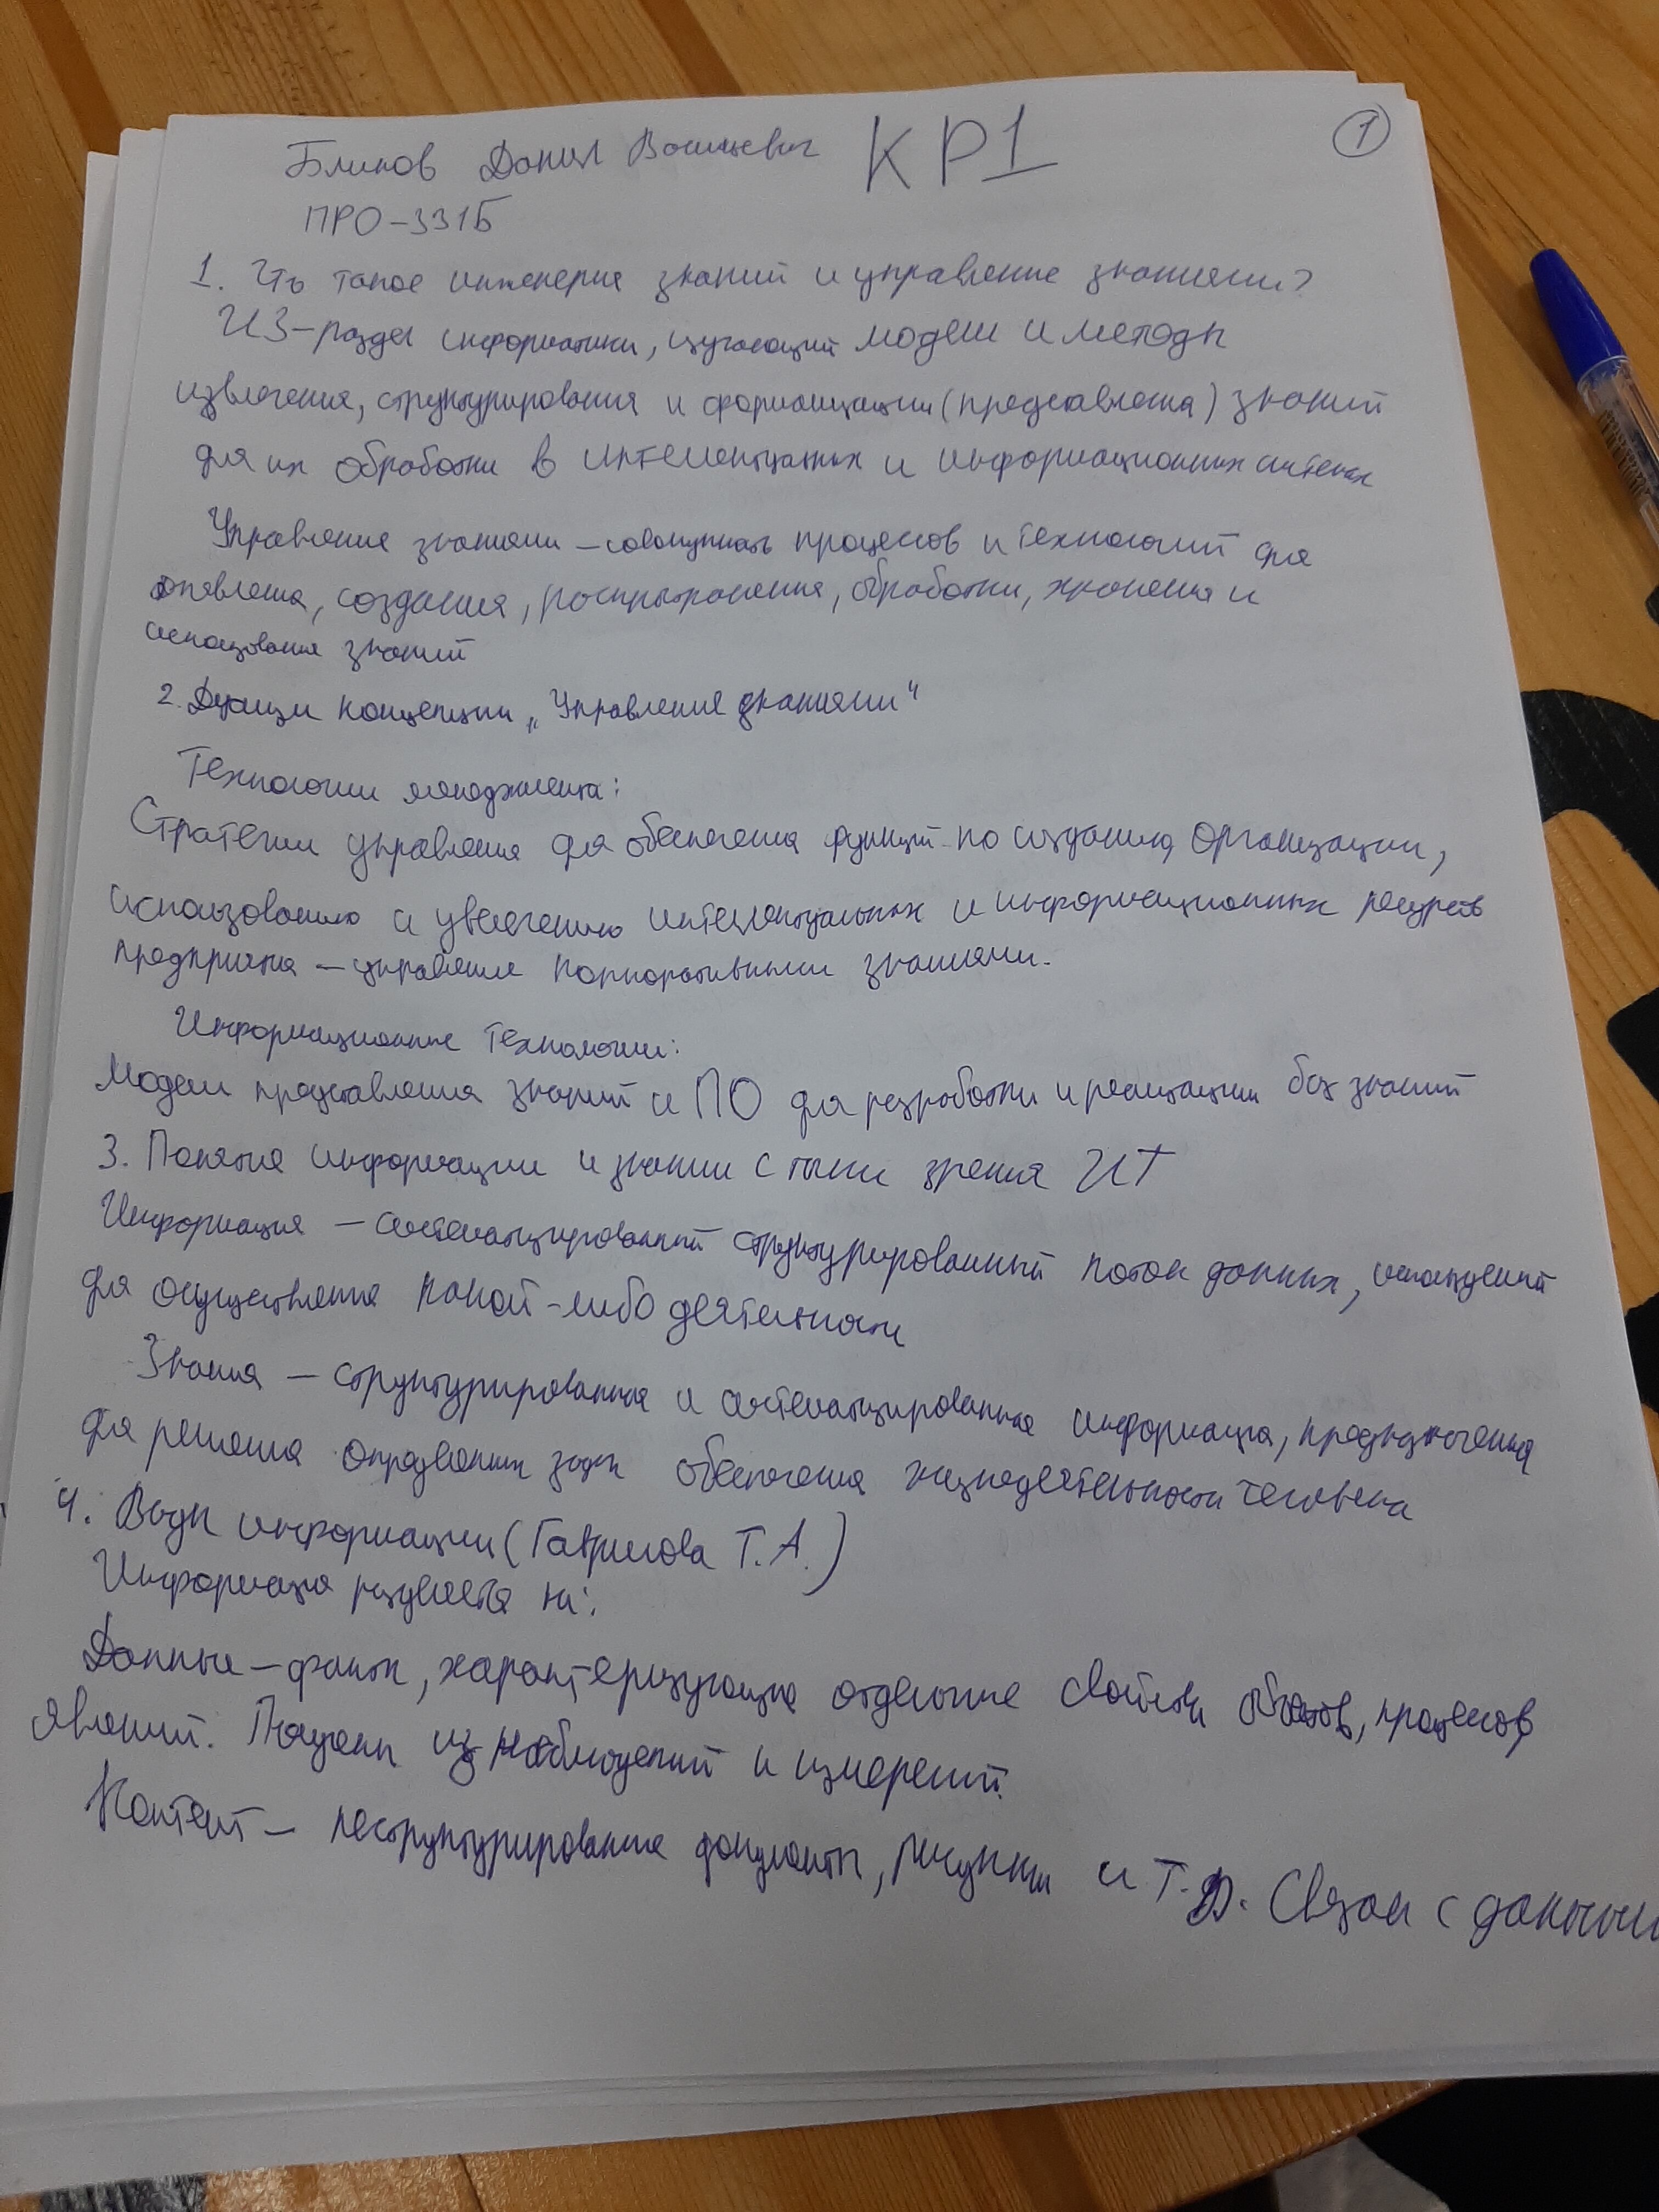 Блинов Данил Васильевич КР1 1
ПРО-331Б
1. Что такое инженерия знаний и управление знаниями?
ИЗ – раздел информатики, изучающий модели и методы
извлечения, структурирования и формализации (представления) знаний
для их обработки в интеллектуальных и информационных системах
Управление знаниями – совокупность процессов и технологий для
выявления, создания, распространения, обработки, хранения и
использования знаний
2. концепции „Управления знаниями“
Технологии менеджмента:
Стратегии управления для обеспечения функций по созданию, организации,
использованию и увеличению интеллектуальных и информационных ресурсов
предприятия – управление корпоративными знаниями.
Информационные технологии:
Модели представления знаний и ПО для разработки и реализации баз знаний
3. Понятия информации и знании с точки зрения ИТ
Информация – систематизированный структурированный поток данных, используемый
для осуществления какой-либо деятельности
Знания – структурированная и систематизированная информация, предназначенная
для решения определенных задач обеспечения жизнедеятельности человека
4. Виды информации (Гаврилова Т.А.)
Информация разделяется на:
Данные – факты, характеризующие отдельные свойства объектов, процессов,
явлений. Получены из наблюдений и измерений.
Контент – неструктурированные документы, рисунки и т.д. Связан с данными